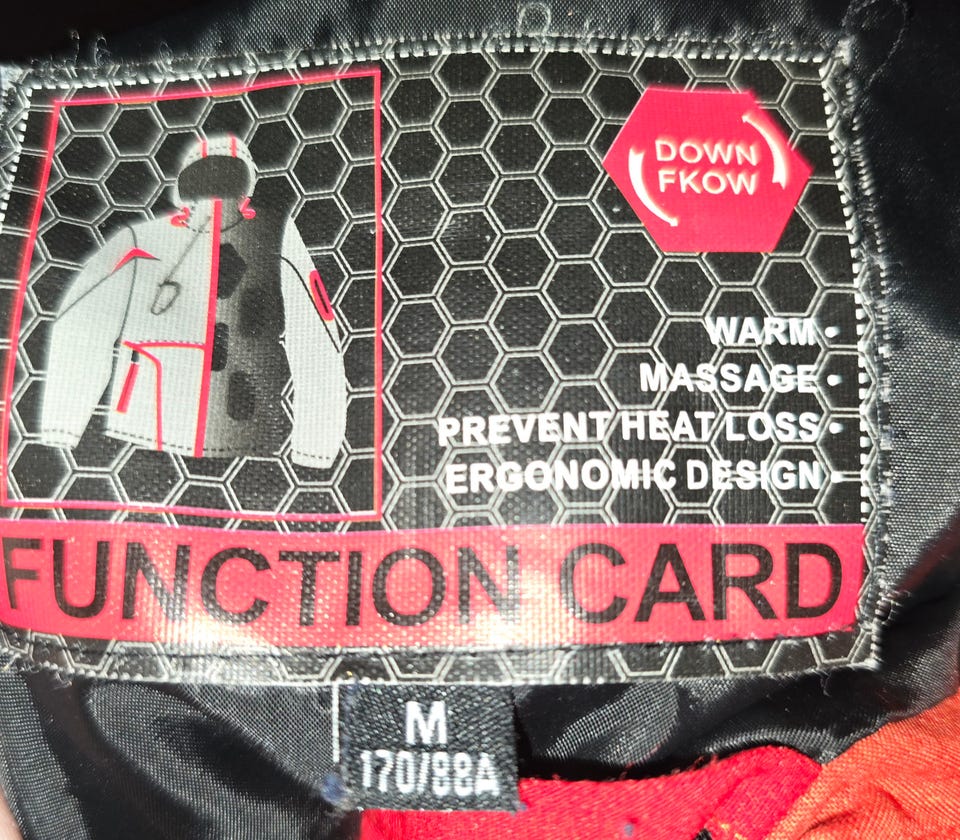 DOWN
FKOW
WARM •
MASSAGE •
PREVENT HEAT LOSS •
ERGONOMIC DESIGN •
FUNCTION CARD
M
170/88A